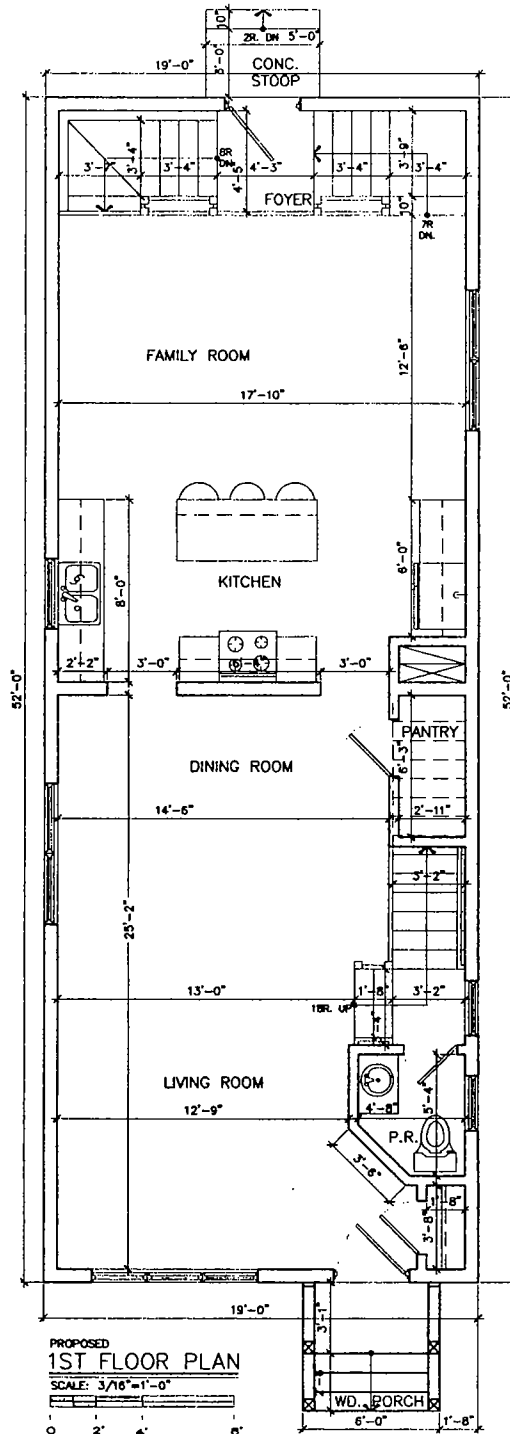 10"
2R. DN 5'-0"
19'-0"
CONC.
STOOP
3'-4"
3'-4"
8R
DN.
4'-3"
4'-5"
3'-4"
3'-9"
3'-4"
FOYER
10"
7R
DN.
FAMILY ROOM
12'-6"
17'-10"
KITCHEN
8'-0"
6'-0"
2'-2"
3'-0"
3'-0"
52'-0"
52'-0"
PANTRY
DINING ROOM
6'-3"
14'-6"
2'-11"
3'-2"
25'-2"
13'-0"
1'-8"
3'-2"
18R. UP
LIVING ROOM
4'-8"
5'-4"
12'-9"
P.R.
3'-6"
1'-8"
3'-8"
19'-0"
3'-1"
PROPOSED
1ST FLOOR PLAN
SCALE: 3/16"=1'-0"
WD. PORCH
0 2' 4' 8'
6'-0"
1'-8"